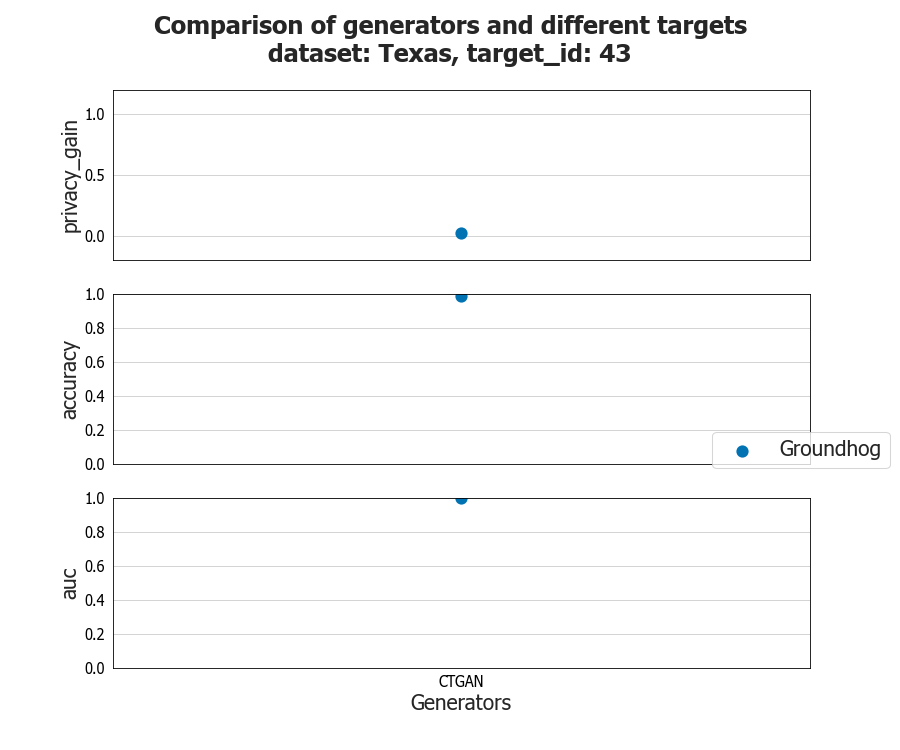 Comparison of generators and different targets
dataset: Texas, target_id: 43
privacy_gain
1.0
0.5
0.0
accuracy
1.0
0.8
0.6
0.4
0.2
0.0
Groundhog
auc
1.0
0.8
0.6
0.4
0.2
0.0
CTGAN
Generators